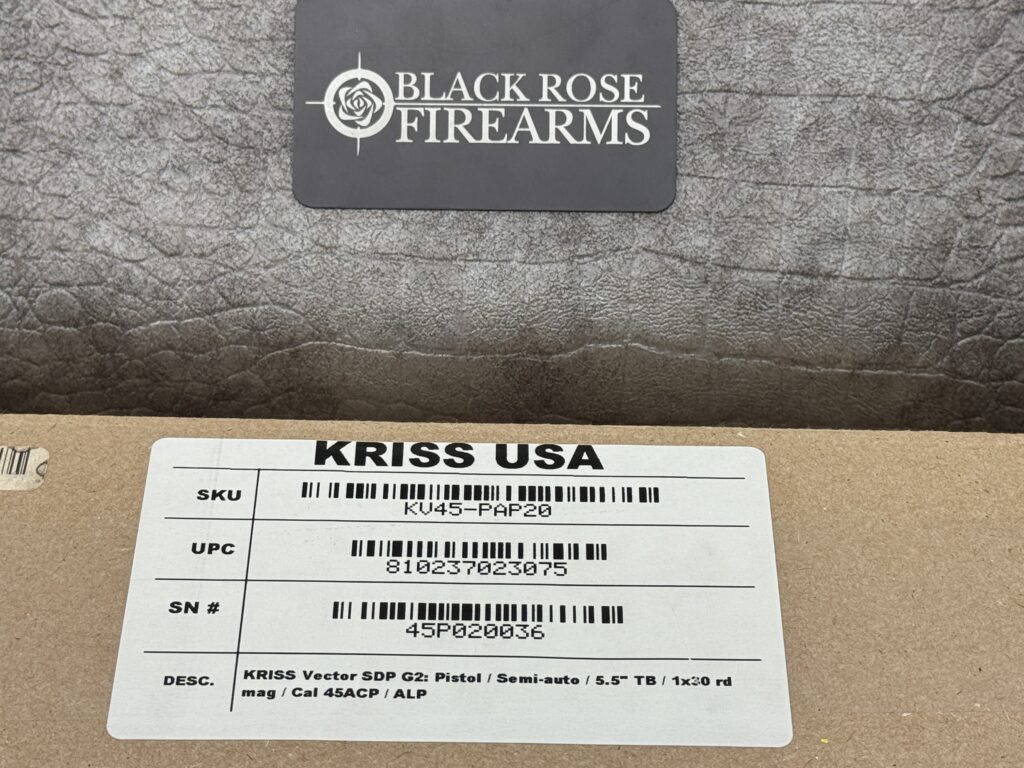 BLACK ROSE
FIREARMS
KRISS USA
SKU
KV45-PAP20
UPC
810237023075
SN #
45P020036
DESC.
KRISS Vector SDP G2: Pistol / Semi-auto / 5.5" TB / 1x30 rd
mag / Cal 45ACP / ALP